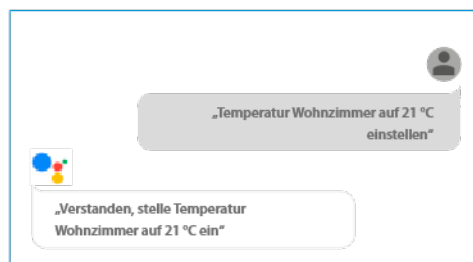 „Temperatur Wohnzimmer auf 21 °C
einstellen“
„Verstanden, stelle Temperatur
Wohnzimmer auf 21 °C ein“